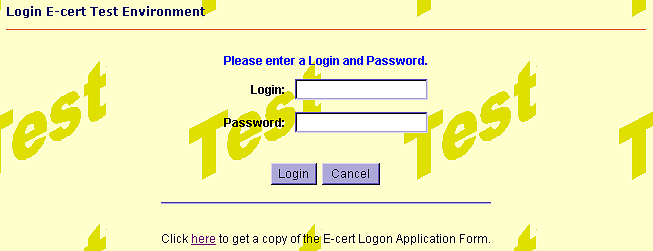 Login E-cert Test Environment
Please enter a Login and Password.
Login:
Test Test Test
Password:
Login Cancel
Click here to get a copy of the E-cert Logon Application Form.